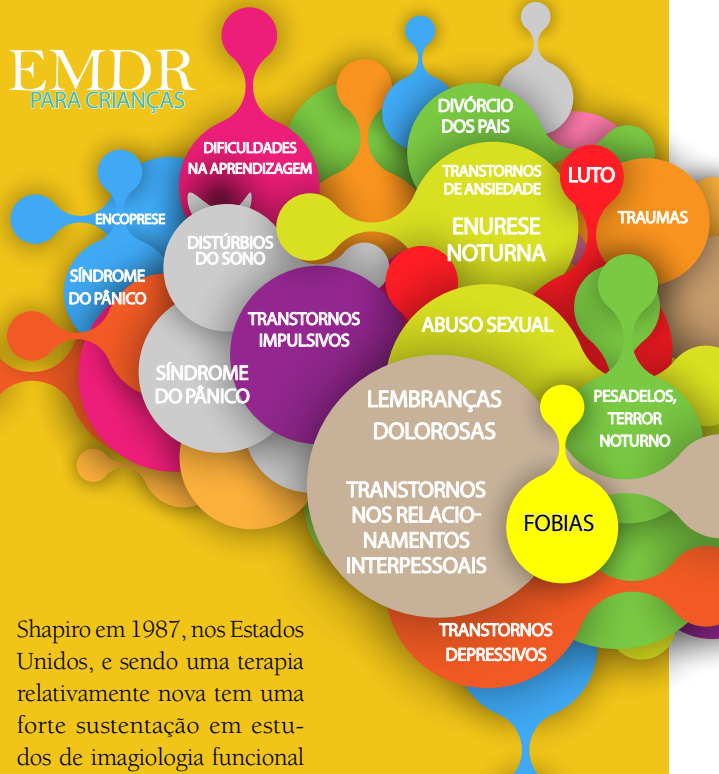 EMDR
PARA CRIANÇAS
DIVÓRCIO
DOS PAIS
DIFICULDADES
NA APRENDIZAGEM
TRANSTORNOS
DE ANSIEDADE
LUTO
ENURESE
NOTURNA
TRAUMAS
ENCOPRESE
DISTÚRBIOS
DO SONO
SÍNDROME
DO PÂNICO
TRANSTORNOS
IMPULSIVOS
ABUSO SEXUAL
SÍNDROME
DO PÂNICO
LEMBRANÇAS
DOLOROSAS
PESADELOS,
TERROR
NOTURNO
TRANSTORNOS
NOS RELACIO-
NAMENTOS
INTERPESSOAIS
FOBIAS
TRANSTORNOS
DEPRESSIVOS
Shapiro em 1987, nos Estados
Unidos, e sendo uma terapia
relativamente nova tem uma
forte sustentação em estu-
dos de imagiologia funcional